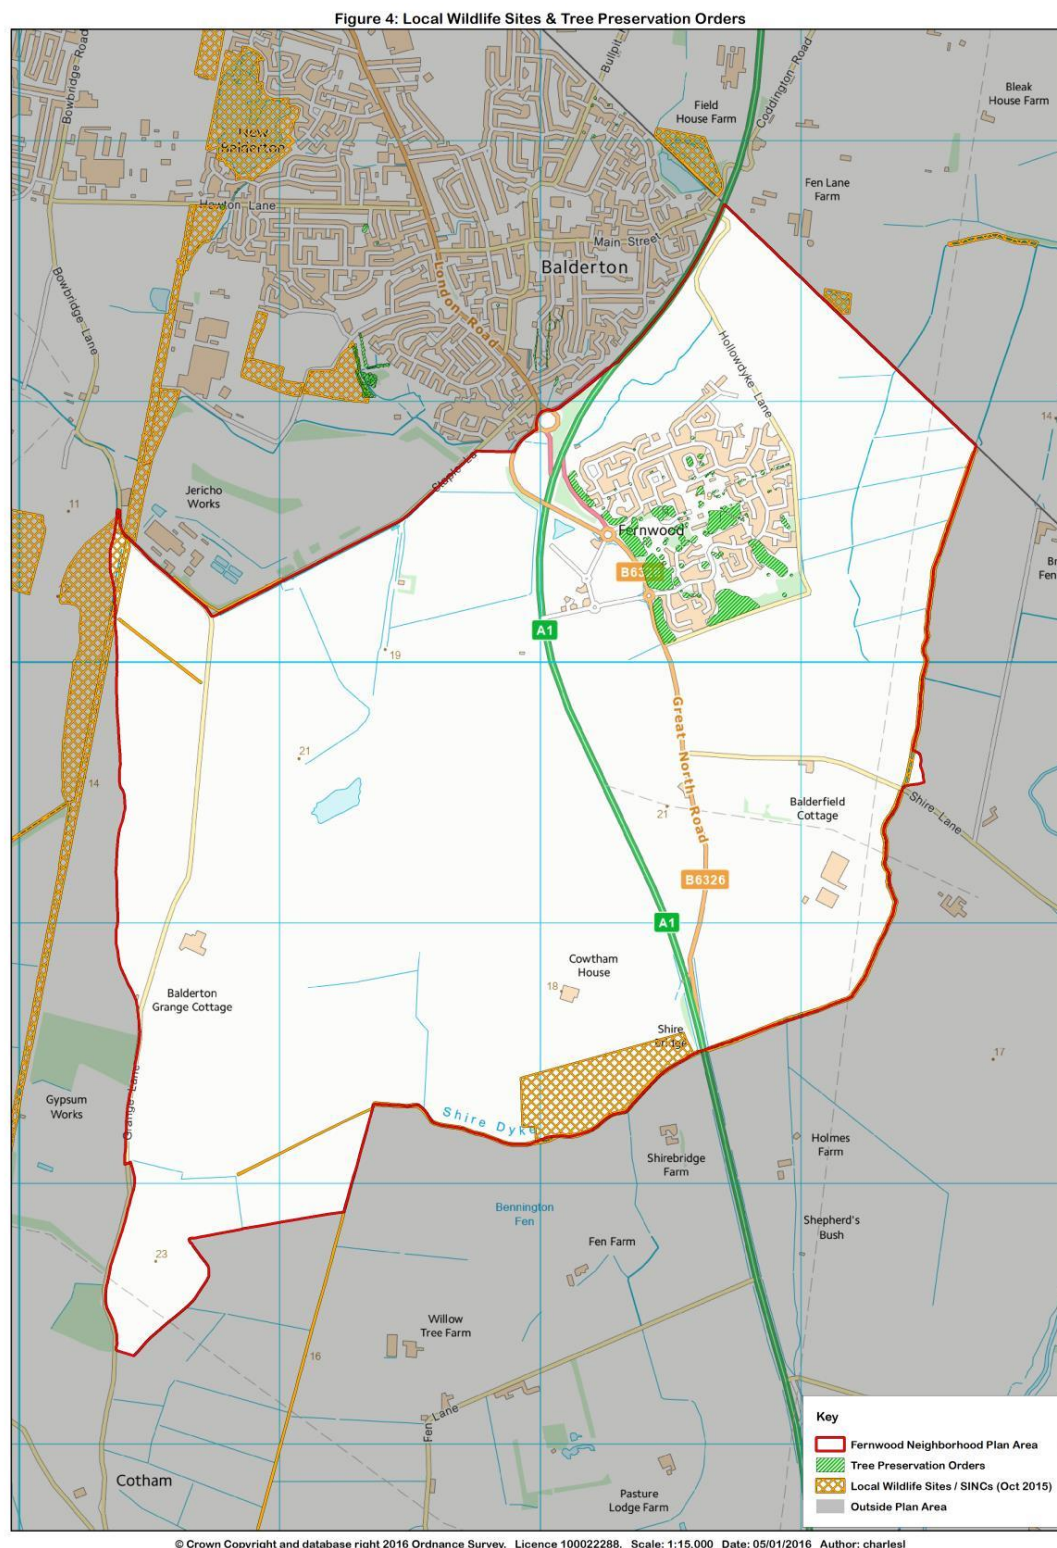 Figure 4: Local Wildlife Sites & Tree Preservation Orders
Bowbridge Road
Bullpit
Coddington Road
Field
House Farm
Bleak
House Farm
New
Balderton
Hawton Lane
Fen Lane
Farm
Main Street
Balderton
London Road
Bowbridge Lane
Hollowdyke Lane
14
Staple La
Jericho
Works
11
9
Fernwood
B63
A1
19
Great North Road
21
14
21
Balderfield
Cottage
Shire Lane
B6326
A1
Cowtham
House
18
Balderton
Grange Cottage
Shire
Bridge
17
Gypsum
Works
Grange Lane
Shire Dyke
Shirebridge
Farm
Holmes
Farm
Bennington
Fen
Shepherd's
Bush
Fen Farm
23
Willow
Tree Farm
16
Fen Lane
Cotham
Pasture
Lodge Farm
Key
Fernwood Neighborhood Plan Area
Tree Preservation Orders
Local Wildlife Sites / SINCs (Oct 2015)
Outside Plan Area
© Crown Copyright and database right 2016 Ordnance Survey. Licence 100022288. Scale: 1:15.000 Date: 05/01/2016 Author: charlesl